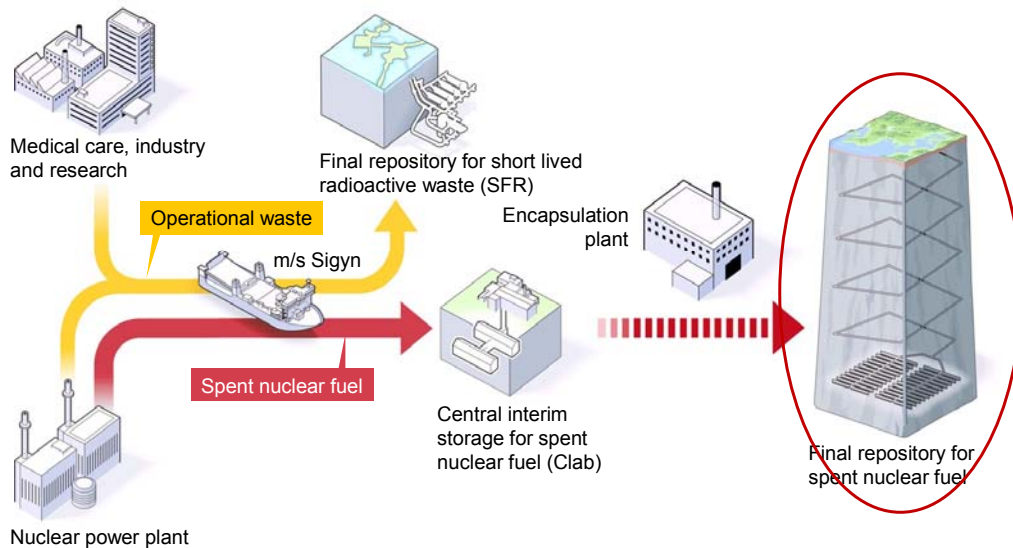 Medical care, industry
and research
Final repository for short lived
radioactive waste (SFR)
Operational waste
m/s Sigyn
Encapsulation
plant
Spent nuclear fuel
Central interim
storage for spent
nuclear fuel (Clab)
Final repository for
spent nuclear fuel
Nuclear power plant